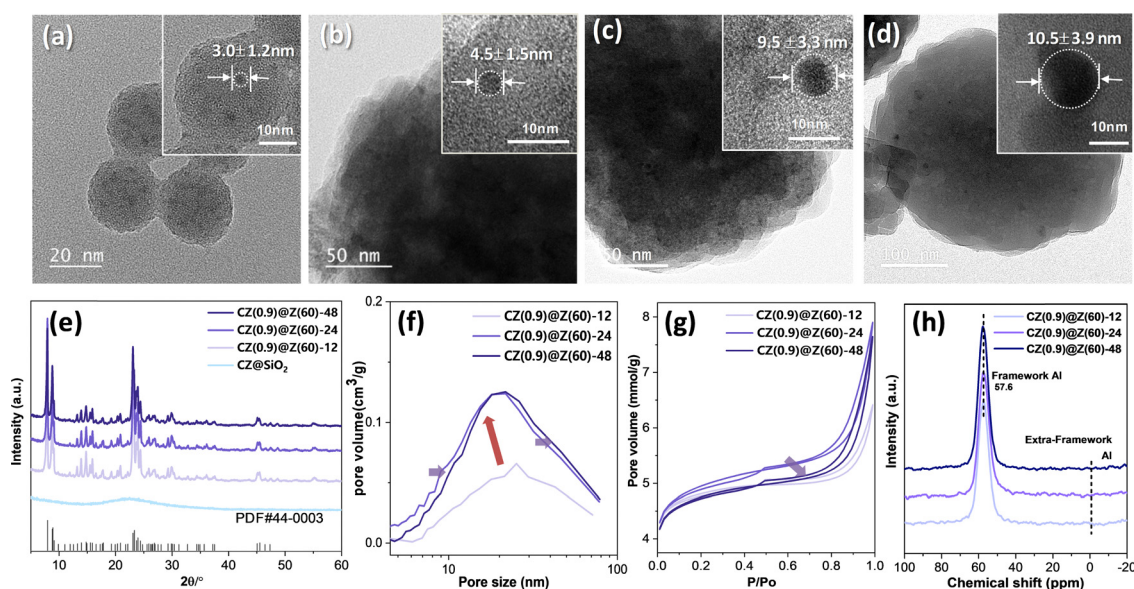 (a)
3.0±1.2nm
10nm
20 nm
(b)
4.5±1.5nm
10nm
50 nm
(c)
9.5±3.3 nm
10nm
50 nm
(d)
10.5±3.9 nm
10nm
100 nm
(e)
CZ(0.9)@Z(60)-48
CZ(0.9)@Z(60)-24
CZ(0.9)@Z(60)-12
CZ@SiO₂
PDF#44-0003
Intensity (a.u.)
10 20 30 40 50 60
2θ/°
(f)
CZ(0.9)@Z(60)-12
CZ(0.9)@Z(60)-24
CZ(0.9)@Z(60)-48
pore volume(cm³/g)
0.2
0.1
0.0
10 100
Pore size (nm)
(g)
CZ(0.9)@Z(60)-12
CZ(0.9)@Z(60)-24
CZ(0.9)@Z(60)-48
Pore volume (mmol/g)
8
7
6
5
4
0.0 0.2 0.4 0.6 0.8 1.0
P/Po
(h)
CZ(0.9)@Z(60)-12
CZ(0.9)@Z(60)-24
CZ(0.9)@Z(60)-48
Framework Al
57.6
Extra-Framework
Al
Intensity (a.u.)
100 80 60 40 20 0 -20
Chemical shift (ppm)